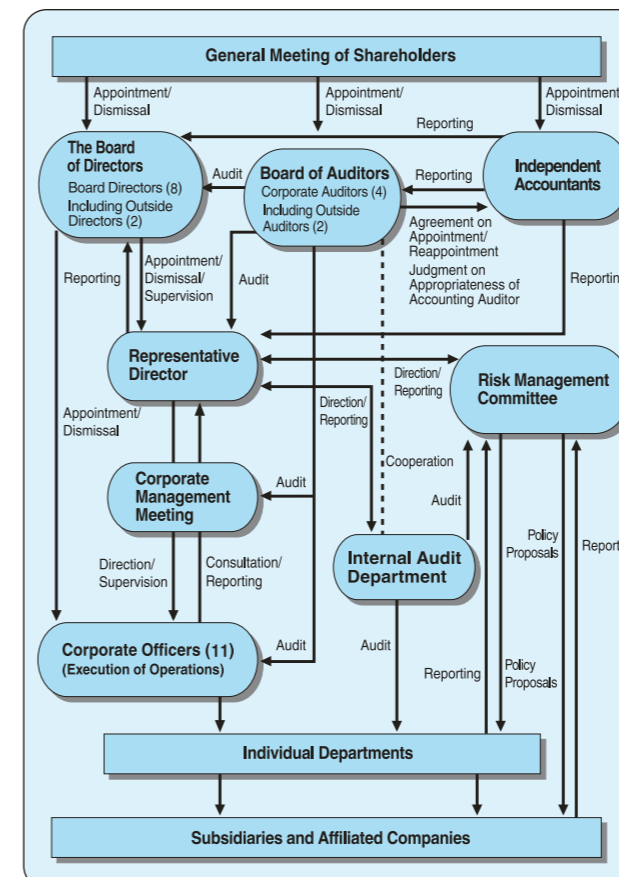 General Meeting of Shareholders
Appointment/
Dismissal
Appointment/
Dismissal
Appointment/
Dismissal
Reporting
The Board
of Directors
Board Directors (8)
Including Outside
Directors (2)
Audit
Board of Auditors
Corporate Auditors (4)
Including Outside
Auditors (2)
Reporting
Independent
Accountants
Agreement on
Appointment/
Reappointment
Judgment on
Appropriateness of
Accounting Auditor
Reporting
Appointment/
Dismissal/
Supervision
Audit
Reportin
Representative
Director
Direction/
Reporting
Risk Management
Committee
Appointment/
Dismissal
Direction/
Reporting
Corporate
Management
Meeting
Audit
Cooperation
Audit
Direction/
Supervision
Consultation/
Reporting
Internal Audit
Department
Policy
Proposals
Report
Corporate Officers (11)
(Execution of Operations)
Audit
Audit
Reporting
Policy
Proposals
Individual Departments
Subsidiaries and Affiliated Companies